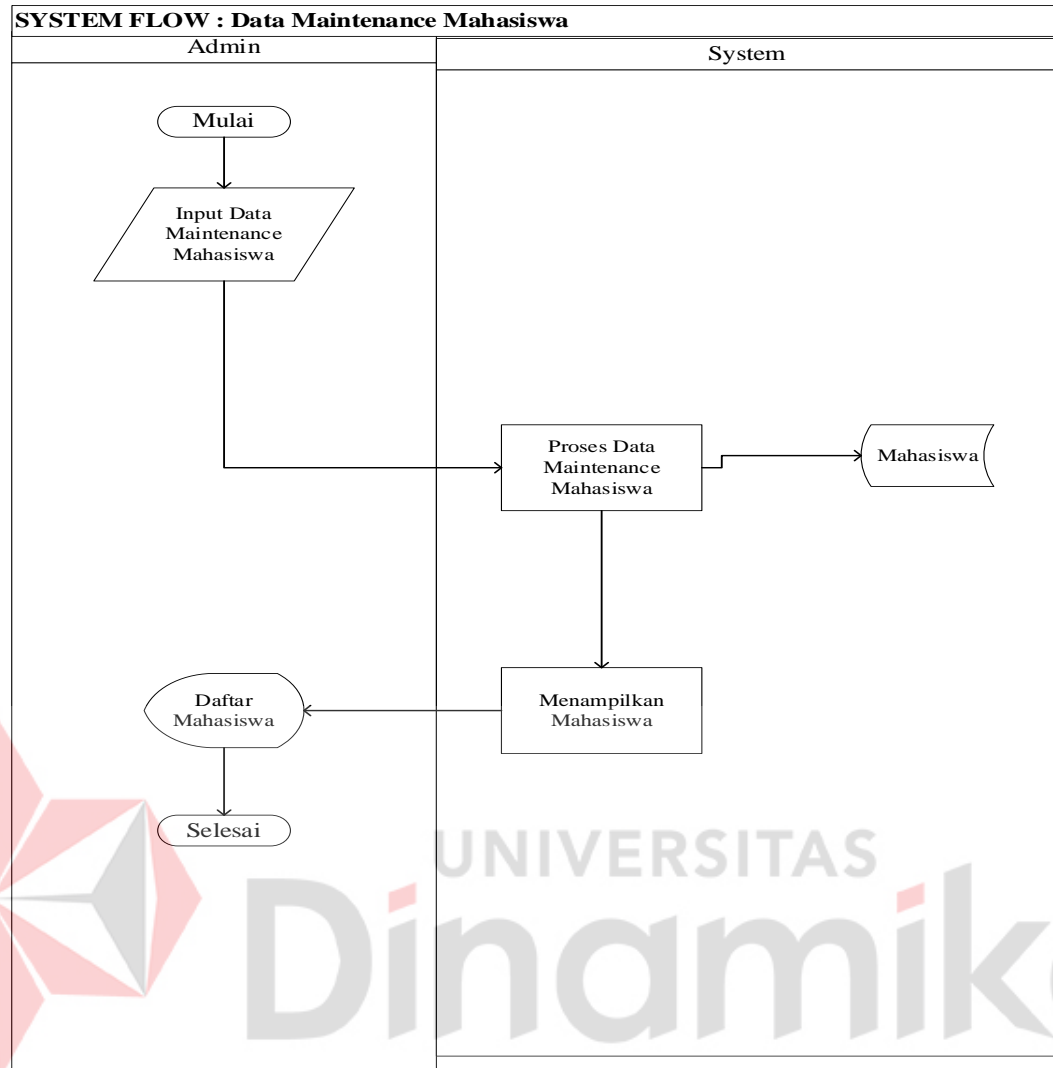 SYSTEM FLOW : Data Maintenance Mahasiswa
Admin
System
Mulai
Input Data
Maintenance
Mahasiswa
Proses Data
Maintenance
Mahasiswa
Mahasiswa
Menampilkan
Mahasiswa
Daftar
Mahasiswa
Selesai
UNIVERSITAS
Dinamika